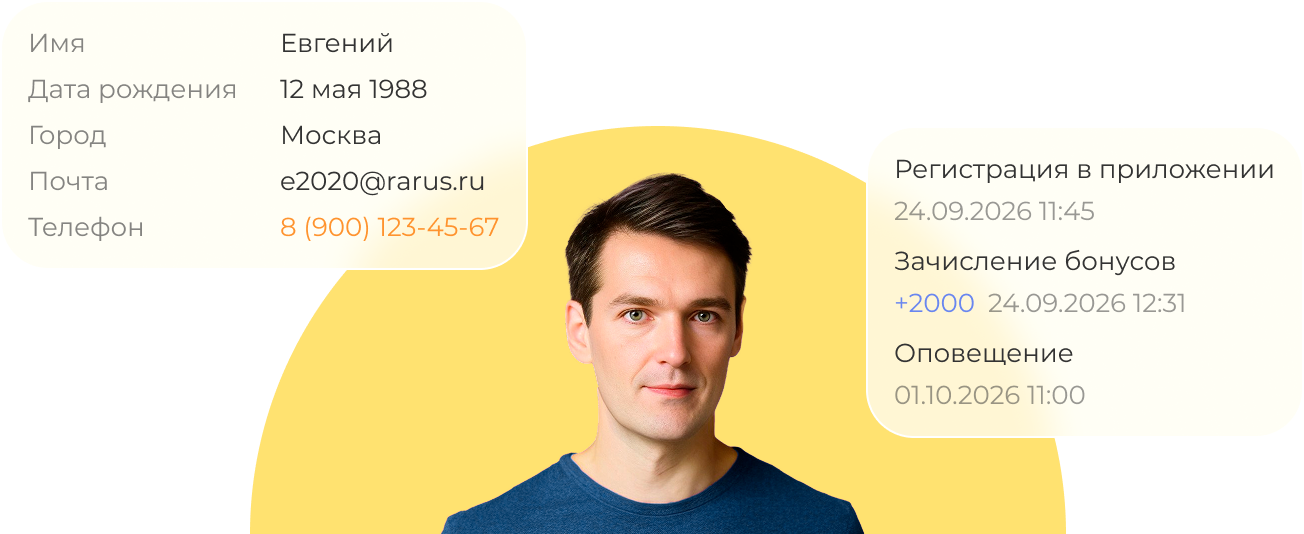 Имя Евгений
Дата рождения 12 мая 1988
Город Москва
Почта e2020@rarus.ru
Телефон 8 (900) 123-45-67
Регистрация в приложении
24.09.2026 11:45
Зачисление бонусов
+2000 24.09.2026 12:31
Оповещение
01.10.2026 11:00